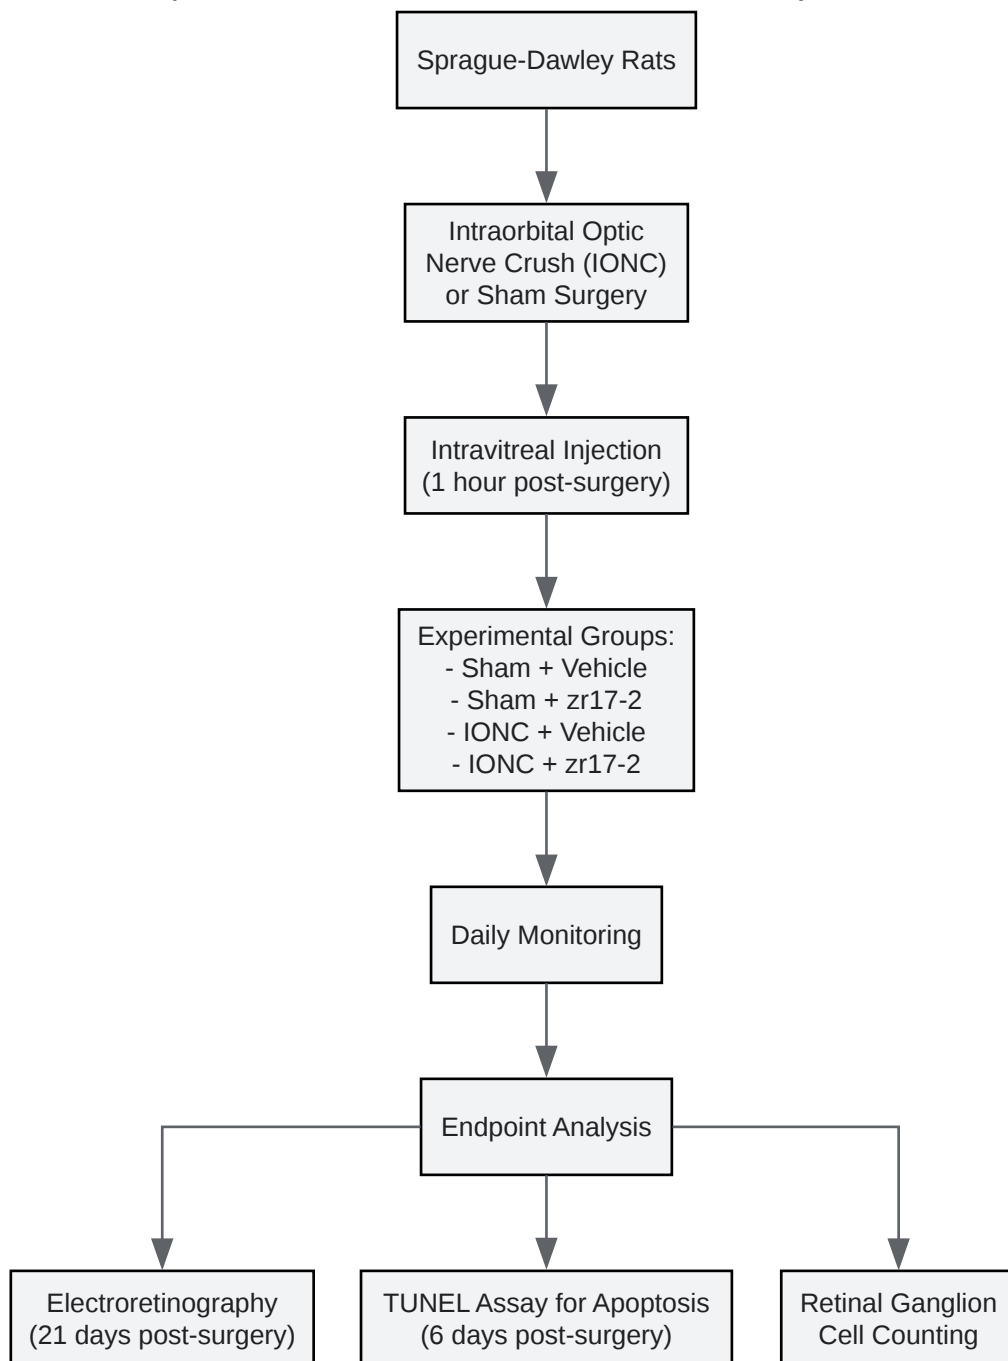 Sprague-Dawley Rats
Intraorbital Optic
Nerve Crush (IONC)
or Sham Surgery
Intravitreal Injection
(1 hour post-surgery)
Experimental Groups:
- Sham + Vehicle
- Sham + zr17-2
- IONC + Vehicle
- IONC + zr17-2
Daily Monitoring
Endpoint Analysis
Electroretinography
(21 days post-surgery)
TUNEL Assay for Apoptosis
(6 days post-surgery)
Retinal Ganglion
Cell Counting